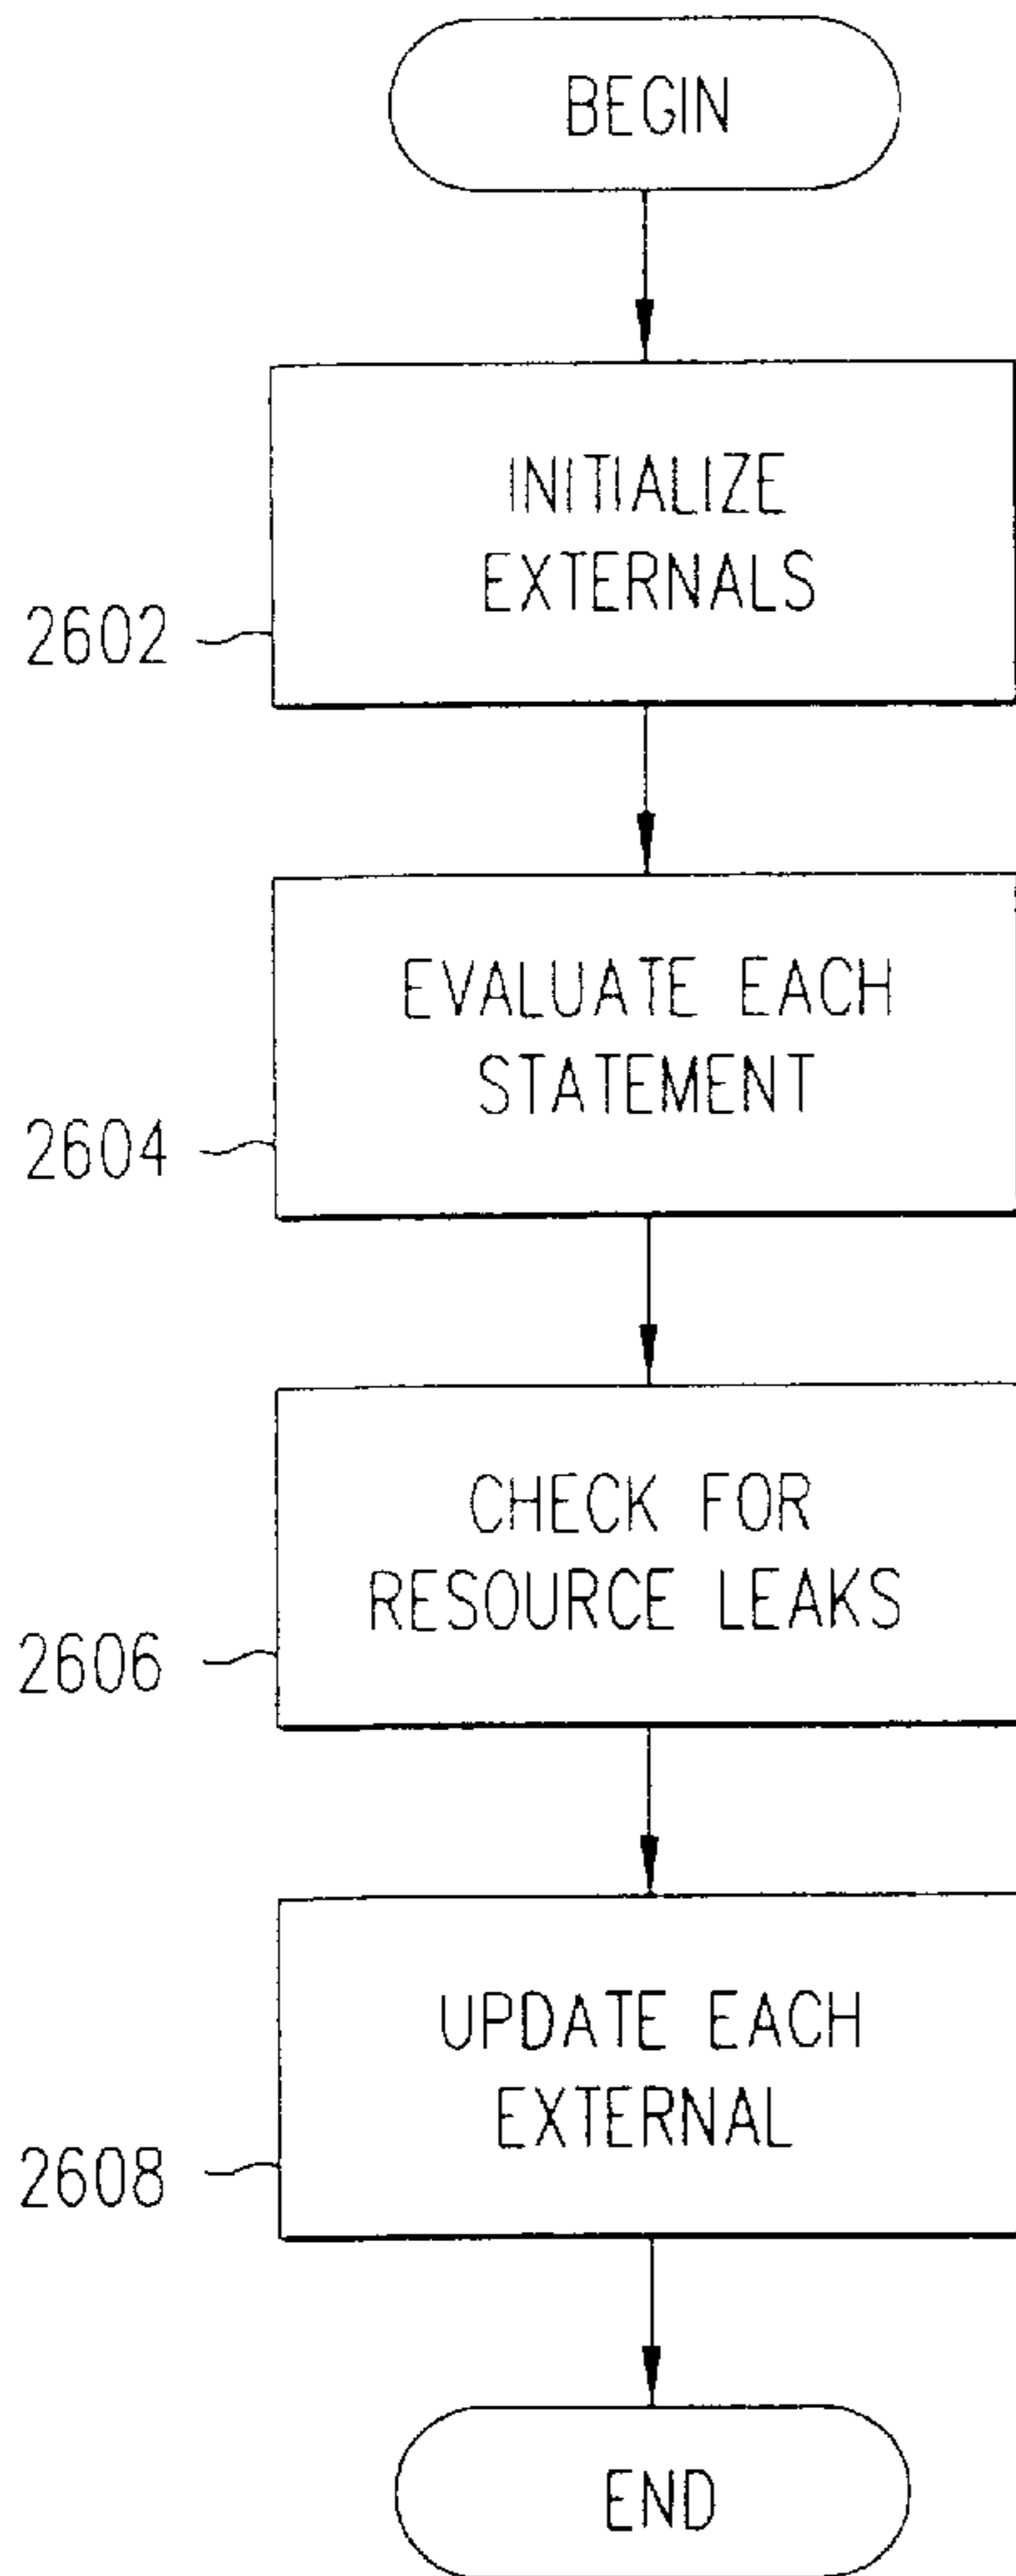 BEGIN
INITIALIZE
EXTERNALS
2602
EVALUATE EACH
STATEMENT
2604
CHECK FOR
RESOURCE LEAKS
2606
UPDATE EACH
EXTERNAL
2608
END